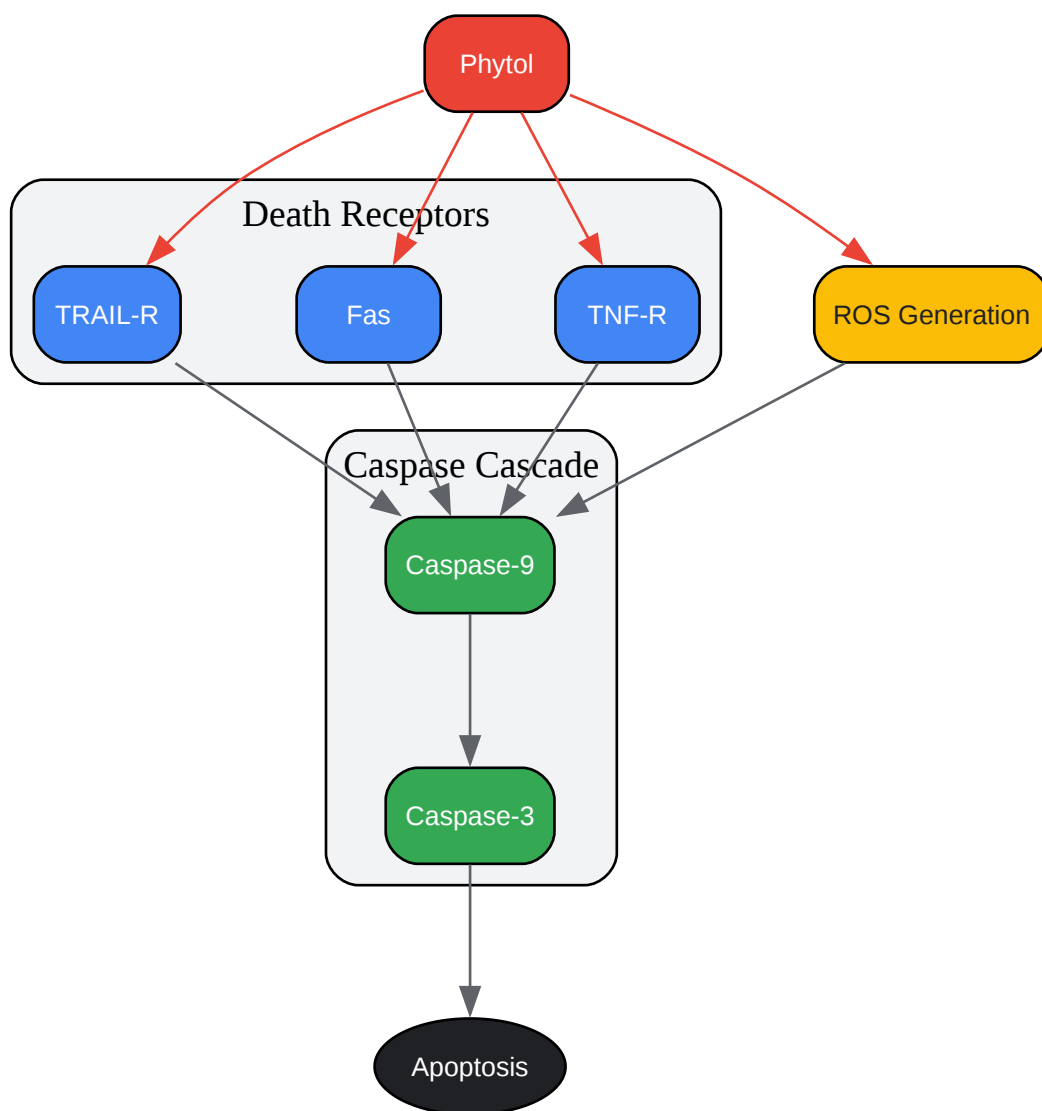 Phytol
Death Receptors
TRAIL-R
Fas
TNF-R
ROS Generation
Caspase Cascade
Caspase-9
Caspase-3
Apoptosis